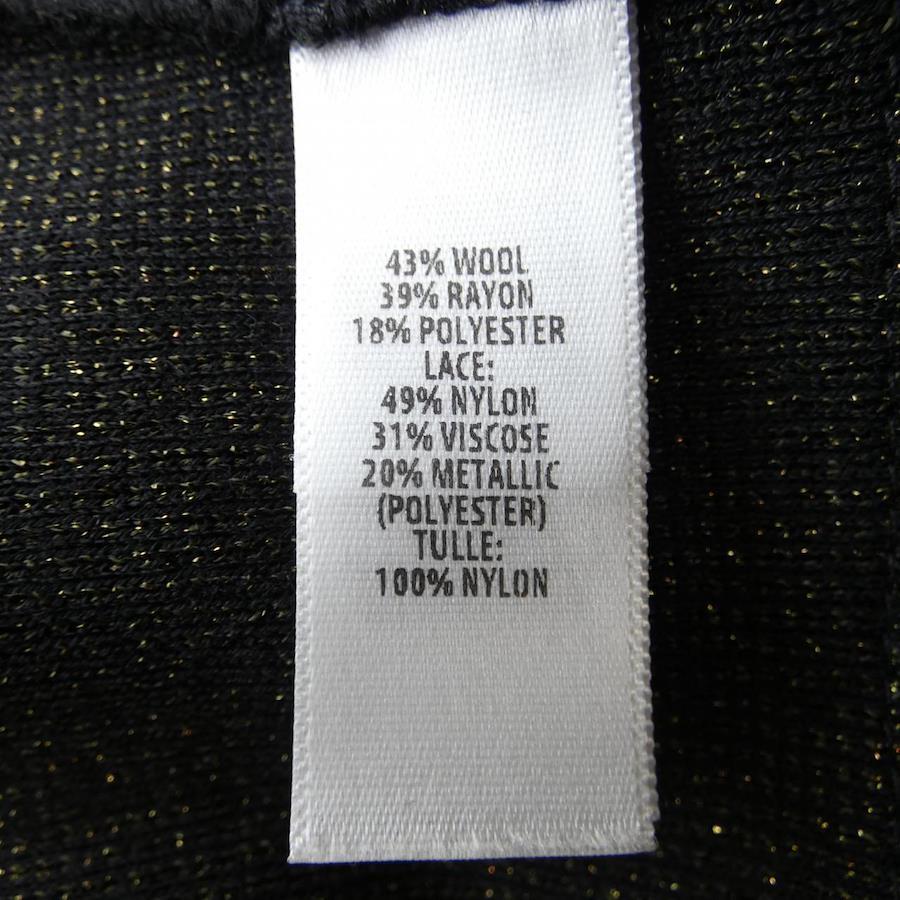 43% WOOL
39% RAYON
18% POLYESTER
LACE:
49% NYLON
31% VISCOSE
20% METALLIC
(POLYESTER)
TULLE:
100% NYLON